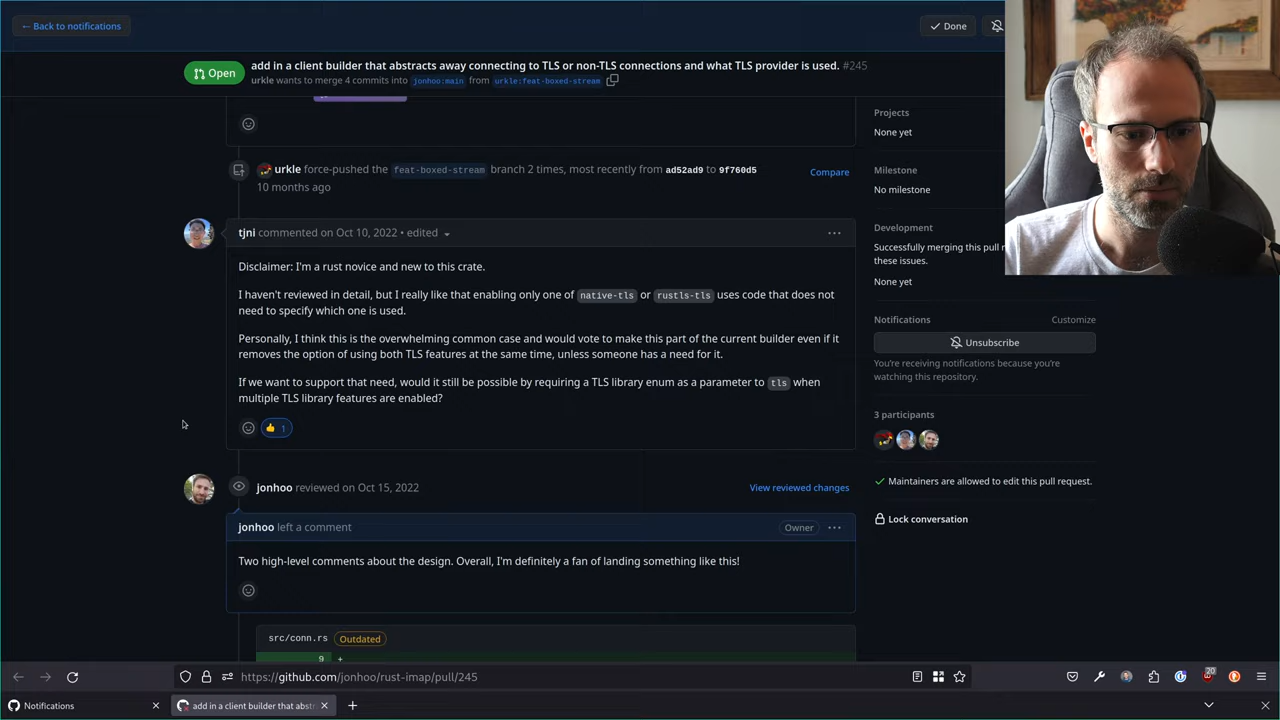 ← Back to notifications
Done
Open
add in a client builder that abstracts away connecting to TLS or non-TLS connections and what TLS provider is used. #245
urkle wants to merge 4 commits into jonhoo:main from urkle:feat-boxed-stream
Projects
None yet
Milestone
No milestone
Development
Successfully merging this pull r
these issues.
None yet
Notifications
Customize
Unsubscribe
You're receiving notifications because you're
watching this repository.
3 participants
Maintainers are allowed to edit this pull request.
Lock conversation
urkle force-pushed the feat-boxed-stream branch 2 times, most recently from ad52ad9 to 9f760d5
10 months ago
Compare
tjni commented on Oct 10, 2022 • edited
Disclaimer: I'm a rust novice and new to this crate.
I haven't reviewed in detail, but I really like that enabling only one of native-tls or rustls-tls uses code that does not
need to specify which one is used.
Personally, I think this is the overwhelming common case and would vote to make this part of the current builder even if it
removes the option of using both TLS features at the same time, unless someone has a need for it.
If we want to support that need, would it still be possible by requiring a TLS library enum as a parameter to tls when
multiple TLS library features are enabled?
1
jonhoo reviewed on Oct 15, 2022
View reviewed changes
jonhoo left a comment
Owner
Two high-level comments about the design. Overall, I'm definitely a fan of landing something like this!
src/conn.rs Outdated
9 +
https://github.com/jonhoo/rust-imap/pull/245
20
Notifications
add in a client builder that abst